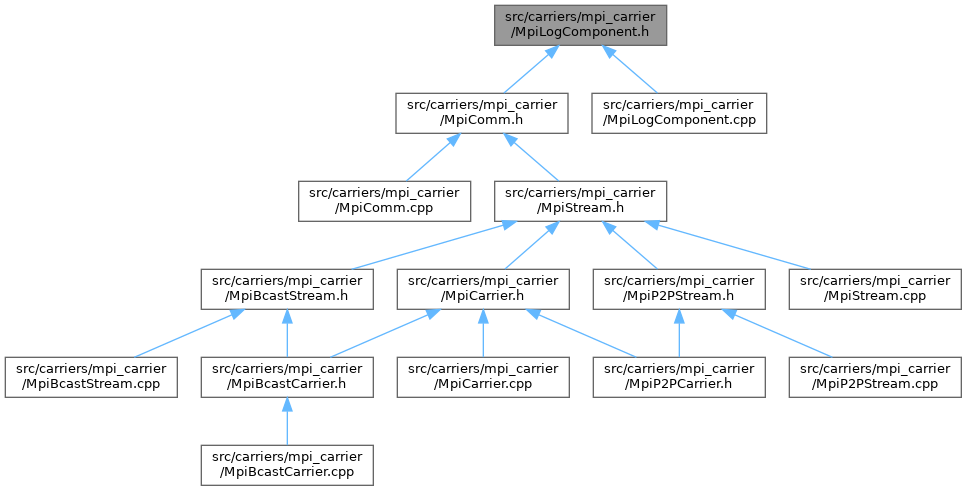 src/carriers/mpi_carrier
/MpiLogComponent.h
src/carriers/mpi_carrier
/MpiComm.h
src/carriers/mpi_carrier
/MpiLogComponent.cpp
src/carriers/mpi_carrier
/MpiComm.cpp
src/carriers/mpi_carrier
/MpiStream.h
src/carriers/mpi_carrier
/MpiBcastStream.h
src/carriers/mpi_carrier
/MpiCarrier.h
src/carriers/mpi_carrier
/MpiP2PStream.h
src/carriers/mpi_carrier
/MpiStream.cpp
src/carriers/mpi_carrier
/MpiBcastStream.cpp
src/carriers/mpi_carrier
/MpiBcastCarrier.h
src/carriers/mpi_carrier
/MpiCarrier.cpp
src/carriers/mpi_carrier
/MpiP2PCarrier.h
src/carriers/mpi_carrier
/MpiP2PStream.cpp
src/carriers/mpi_carrier
/MpiBcastCarrier.cpp